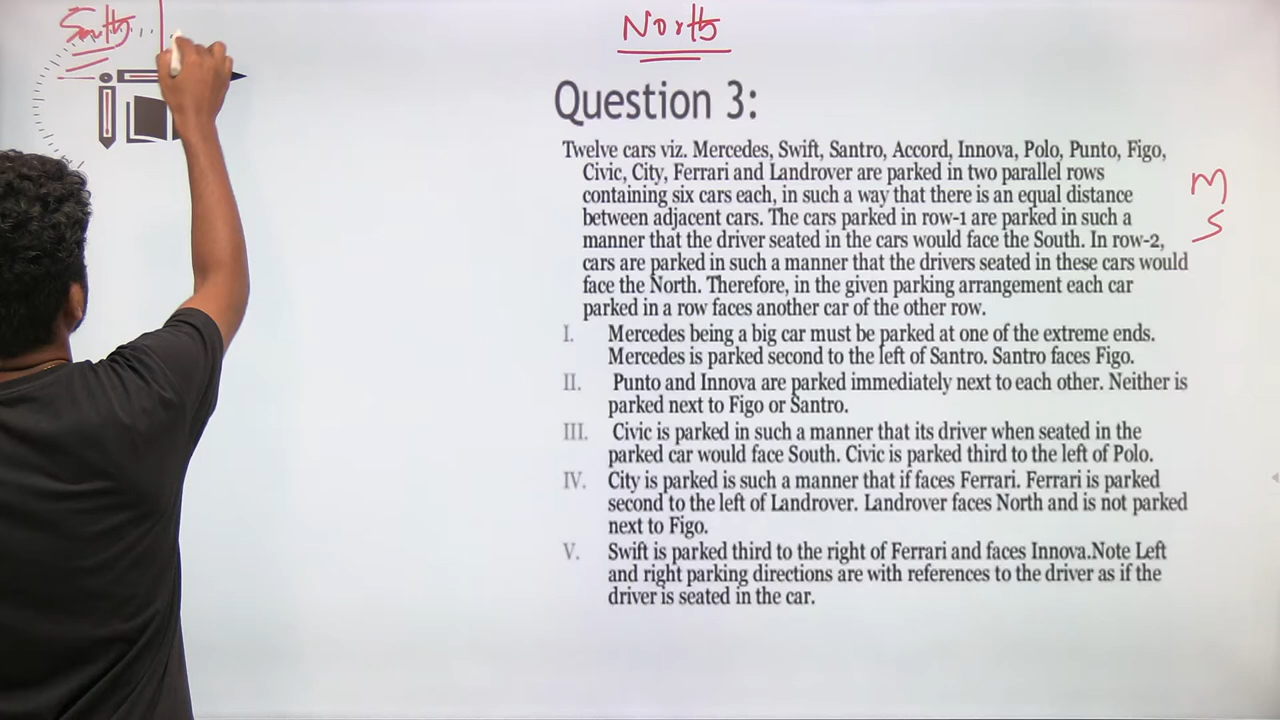 South
North
Question 3:
Twelve cars viz. Mercedes, Swift, Santro, Accord, Innova, Polo, Punto, Figo,
Civic, City, Ferrari and Landrover are parked in two parallel rows
containing six cars each, in such a way that there is an equal distance
between adjacent cars. The cars parked in row-1 are parked in such a
manner that the driver seated in the cars would face the South. In row-2,
cars are parked in such a manner that the drivers seated in these cars would
face the North. Therefore, in the given parking arrangement each car
parked in a row faces another car of the other row.
M
S
I. Mercedes being a big car must be parked at one of the extreme ends.
Mercedes is parked second to the left of Santro. Santro faces Figo.
II. Punto and Innova are parked immediately next to each other. Neither is
parked next to Figo or Santro.
III. Civic is parked in such a manner that its driver when seated in the
parked car would face South. Civic is parked third to the left of Polo.
IV. City is parked is such a manner that if faces Ferrari. Ferrari is parked
second to the left of Landrover. Landrover faces North and is not parked
next to Figo.
V. Swift is parked third to the right of Ferrari and faces Innova.Note Left
and right parking directions are with references to the driver as if the
driver is seated in the car.